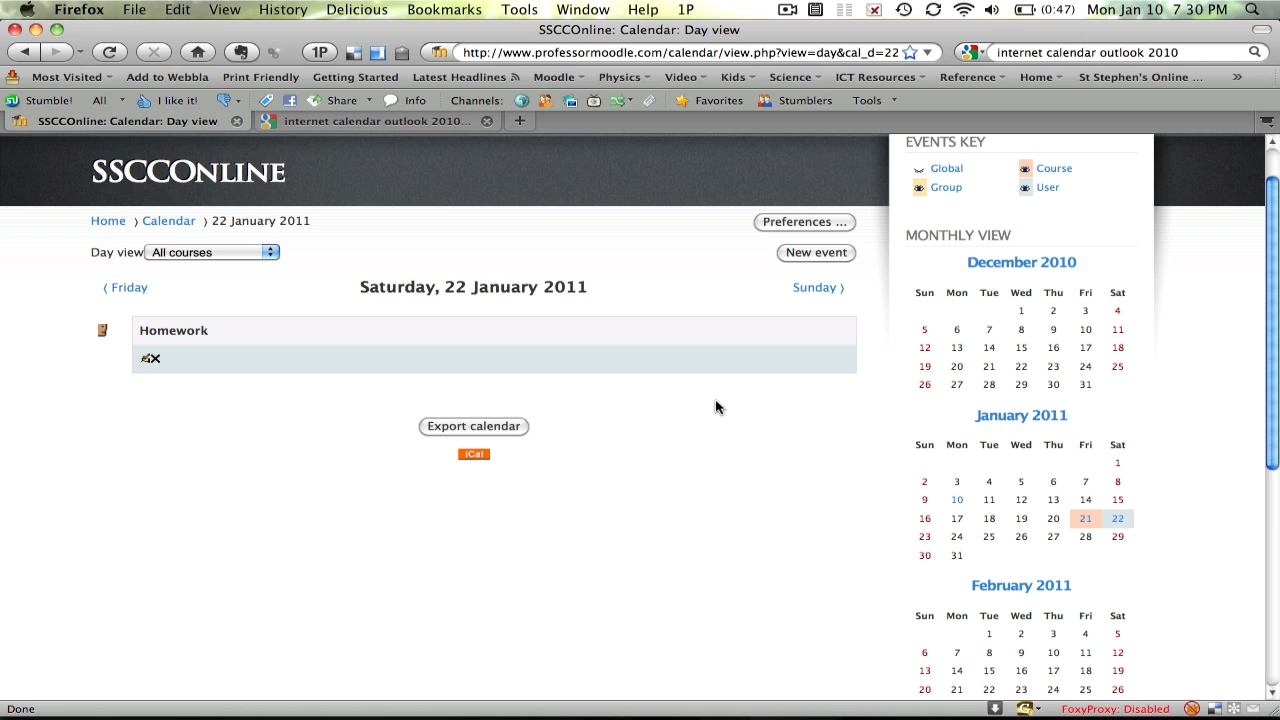 Firefox File Edit View History Delicious Bookmarks Tools Window Help 1P (0:47) Mon Jan 10 7:30 PM
SSCCOnline: Calendar: Day view
1P http://www.professormoodle.com/calendar/view.php?view=day&cal_d=22 internet calendar outlook 2010
Most Visited Add to Webbla Print Friendly Getting Started Latest Headlines Moodle Physics Video Kids Science ICT Resources Reference Home St Stephen's Online ... »
Stumble! All I like it! Share Info Channels: Favorites Stumblers Tools
SSCCOnline: Calendar: Day view internet calendar outlook 2010...
SSCCONLINE
Home › Calendar › 22 January 2011 Preferences ...
Day view All courses New event
‹ Friday Saturday, 22 January 2011 Sunday ›
Homework
Export calendar
iCal
EVENTS KEY
Global Course
Group User
MONTHLY VIEW
December 2010
Sun Mon Tue Wed Thu Fri Sat
1 2 3 4
5 6 7 8 9 10 11
12 13 14 15 16 17 18
19 20 21 22 23 24 25
26 27 28 29 30 31
January 2011
Sun Mon Tue Wed Thu Fri Sat
1
2 3 4 5 6 7 8
9 10 11 12 13 14 15
16 17 18 19 20 21 22
23 24 25 26 27 28 29
30 31
February 2011
Sun Mon Tue Wed Thu Fri Sat
1 2 3 4 5
6 7 8 9 10 11 12
13 14 15 16 17 18 19
20 21 22 23 24 25 26
Done FoxyProxy: Disabled